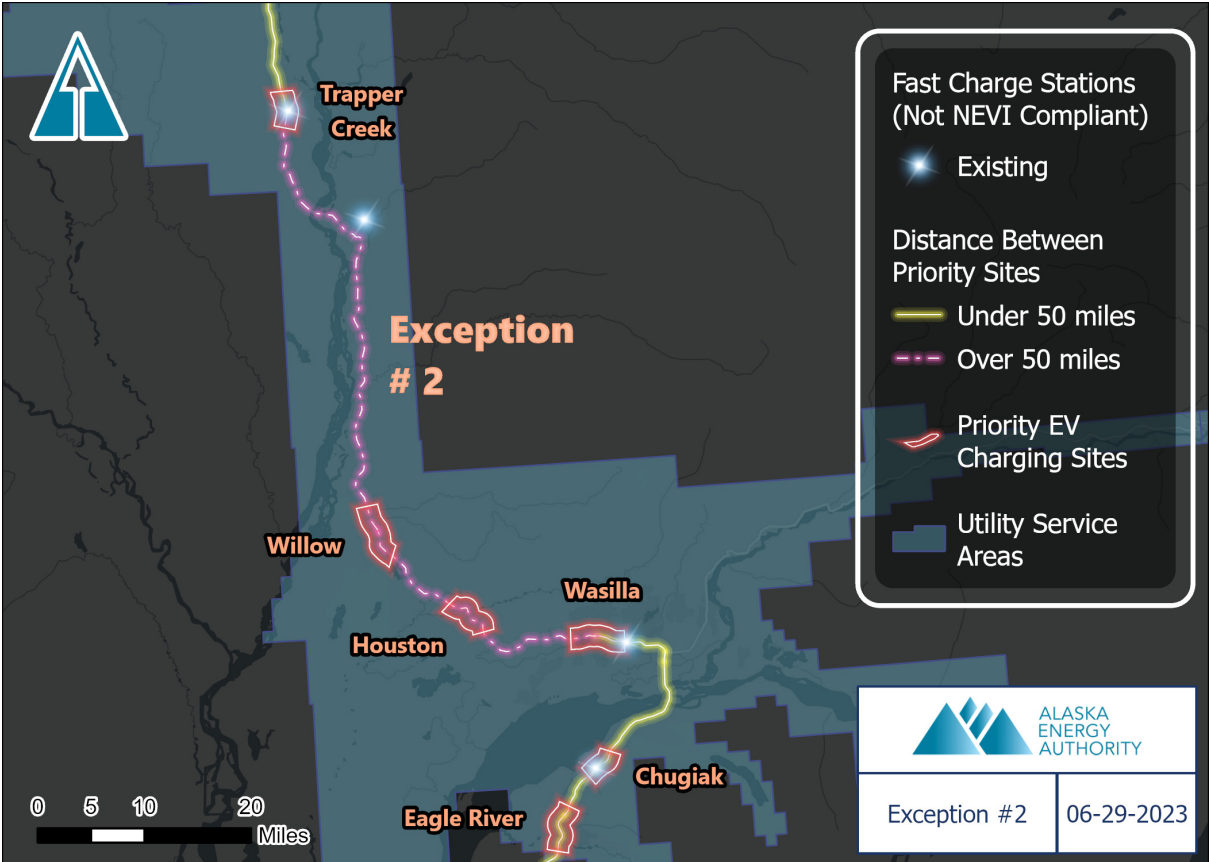 Trapper
Creek
Exception
# 2
Willow
Wasilla
Houston
Chugiak
Eagle River
0 5 10 20
Miles
Fast Charge Stations
(Not NEVI Compliant)
Existing
Distance Between
Priority Sites
Under 50 miles
Over 50 miles
Priority EV
Charging Sites
Utility Service
Areas
ALASKA
ENERGY
AUTHORITY
Exception #2
06-29-2023